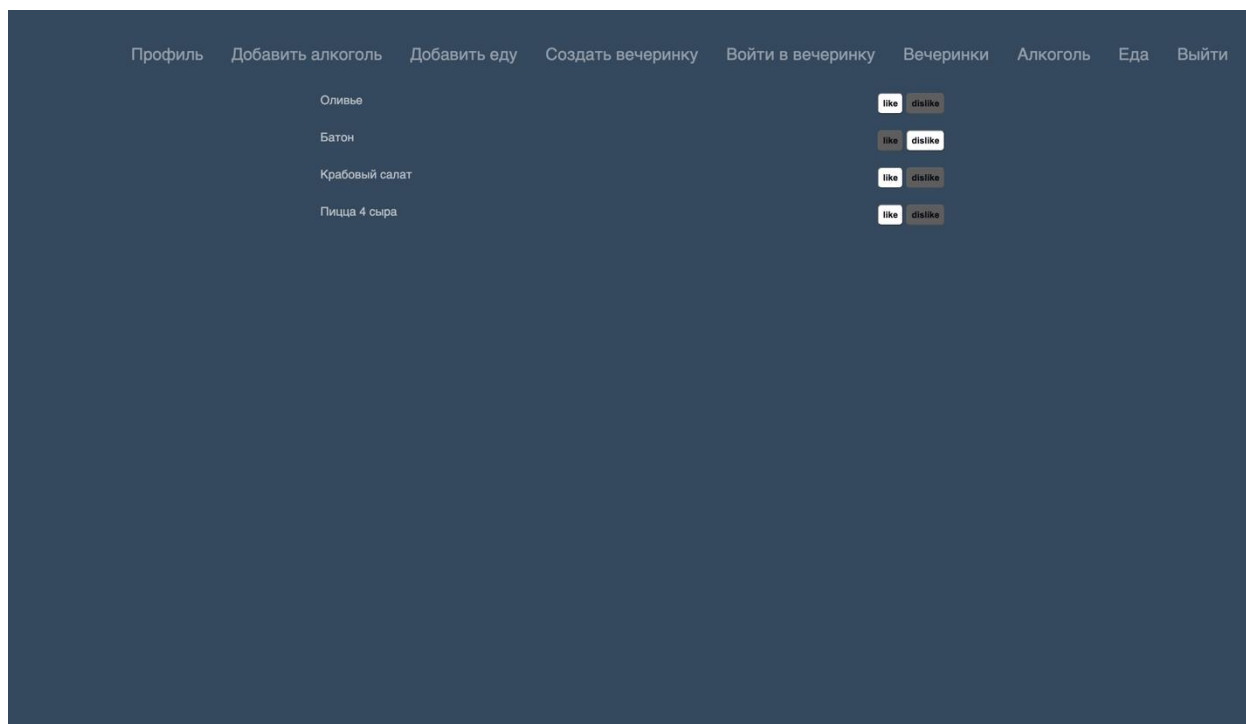 Профиль Добавить алкоголь Добавить еду Создать вечеринку Войти в вечеринку Вечеринки Алкоголь Еда Выйти
Оливье like dislike
Батон like dislike
Крабовый салат like dislike
Пицца 4 сыра like dislike